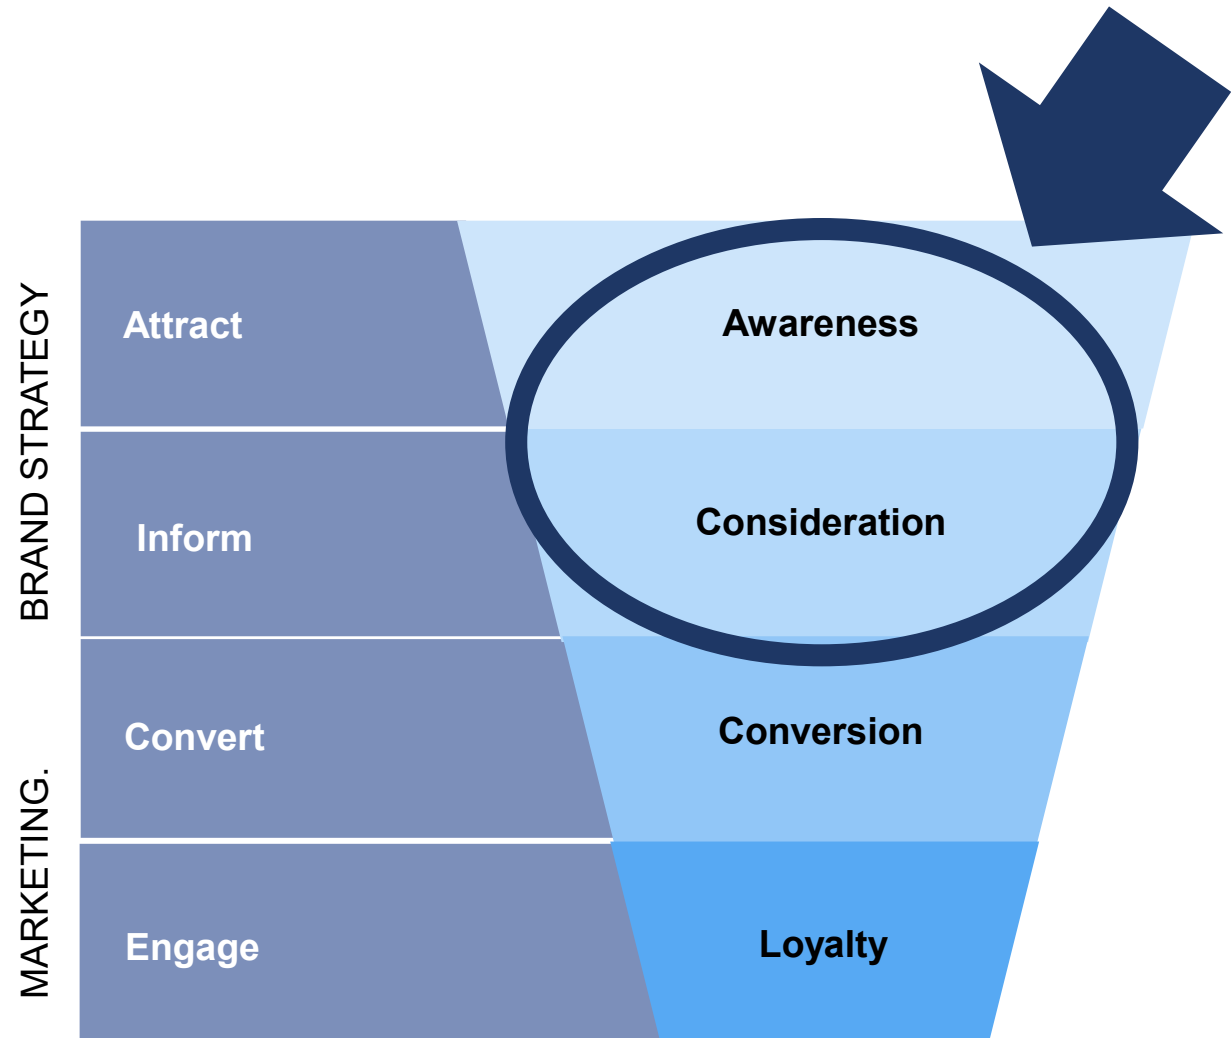 BRAND STRATEGY
Attract
Awareness
Inform
Consideration
MARKETING.
Convert
Conversion
Engage
Loyalty